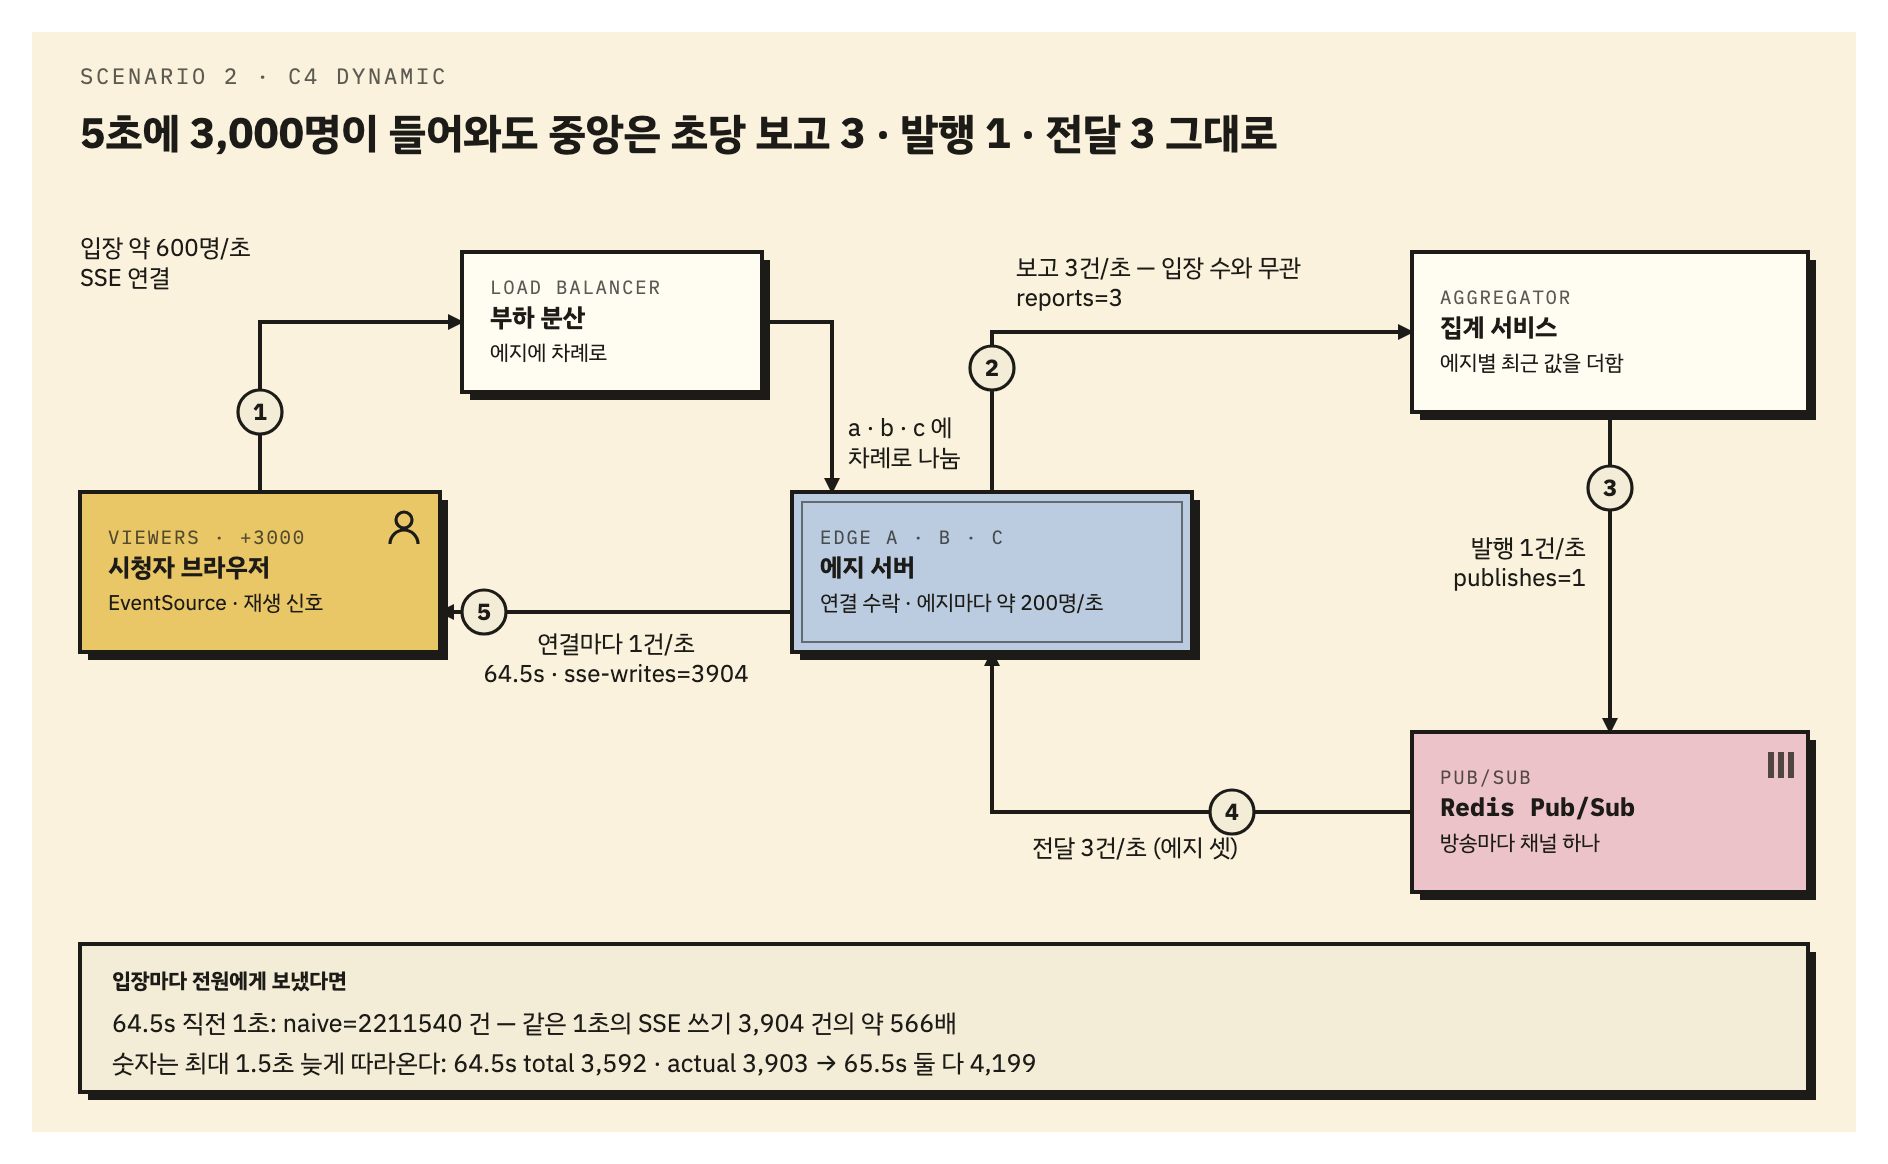 SCENARIO 2 · C4 DYNAMIC
5초에 3,000명이 들어와도 중앙은 초당 보고 3 · 발행 1 · 전달 3 그대로
입장 약 600명/초
SSE 연결
1
LOAD BALANCER
부하 분산
에지에 차례로
a · b · c 에
차례로 나눔
보고 3건/초 — 입장 수와 무관
reports=3
2
AGGREGATOR
집계 서비스
에지별 최근 값을 더함
3
발행 1건/초
publishes=1
VIEWERS · +3000
시청자 브라우저
EventSource · 재생 신호
5
연결마다 1건/초
64.5s · sse-writes=3904
EDGE A · B · C
에지 서버
연결 수락 · 에지마다 약 200명/초
4
전달 3건/초 (에지 셋)
PUB/SUB
Redis Pub/Sub
방송마다 채널 하나
입장마다 전원에게 보냈다면
64.5s 직전 1초: naive=2211540 건 — 같은 1초의 SSE 쓰기 3,904 건의 약 566배
숫자는 최대 1.5초 늦게 따라온다: 64.5s total 3,592 · actual 3,903 → 65.5s 둘 다 4,199